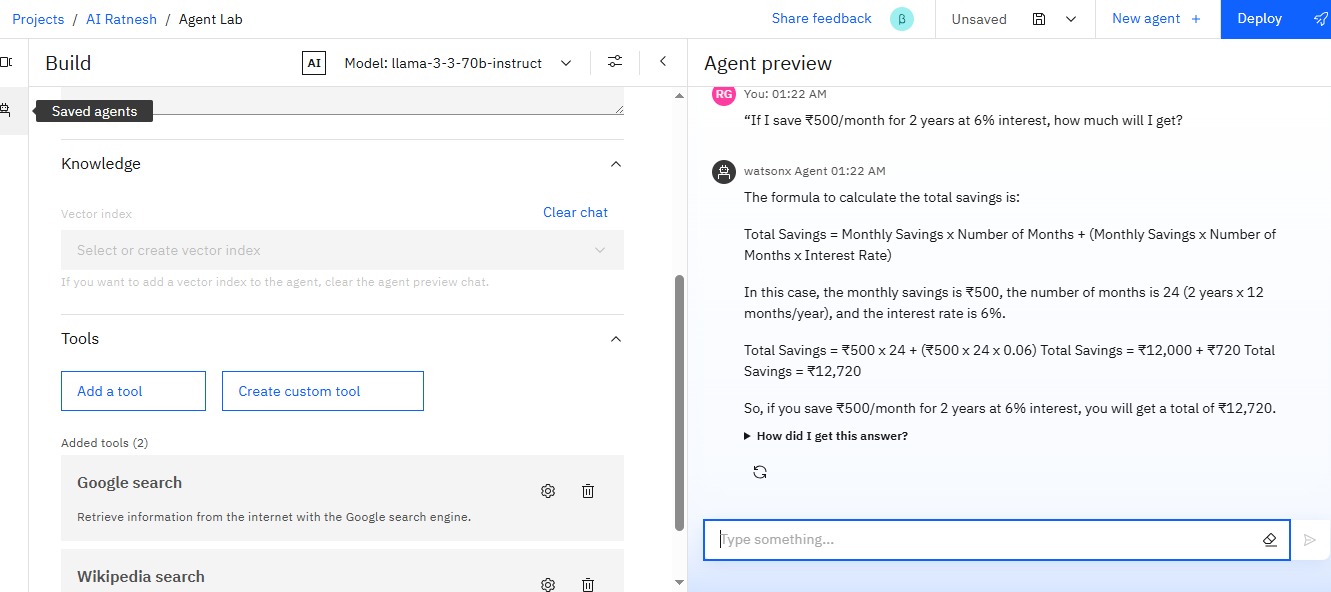 Projects / AI Ratnesh / Agent Lab
Share feedback β Unsaved New agent + Deploy
Build
AI Model: llama-3-3-70b-instruct
Saved agents
Knowledge
Vector index
Clear chat
Select or create vector index
If you want to add a vector index to the agent, clear the agent preview chat.
Tools
Add a tool
Create custom tool
Added tools (2)
Google search
Retrieve information from the internet with the Google search engine.
Wikipedia search
Agent preview
RG You: 01:22 AM
“If I save ₹500/month for 2 years at 6% interest, how much will I get?
watsonx Agent 01:22 AM
The formula to calculate the total savings is:
Total Savings = Monthly Savings x Number of Months + (Monthly Savings x Number of
Months x Interest Rate)
In this case, the monthly savings is ₹500, the number of months is 24 (2 years x 12
months/year), and the interest rate is 6%.
Total Savings = ₹500 x 24 + (₹500 x 24 x 0.06) Total Savings = ₹12,000 + ₹720 Total
Savings = ₹12,720
So, if you save ₹500/month for 2 years at 6% interest, you will get a total of ₹12,720.
How did I get this answer?
Type something...